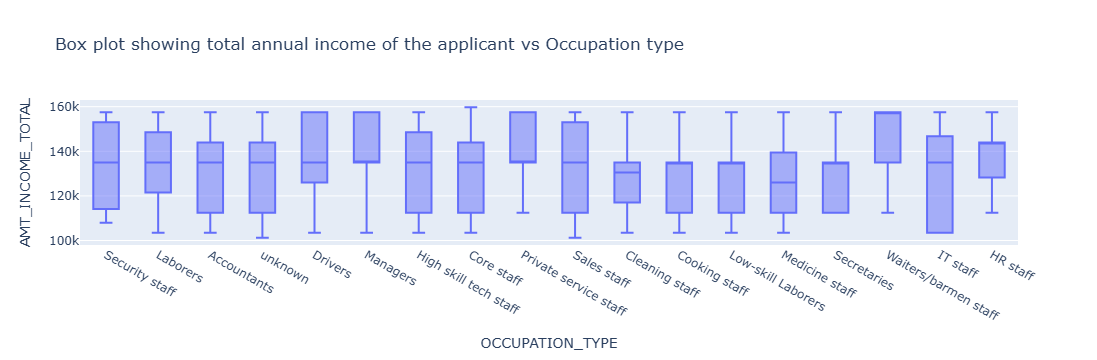 Box plot showing total annual income of the applicant vs Occupation type
AMT_INCOME_TOTAL
160k
140k
120k
100k
Security staff
Laborers
Accountants
unknown
Drivers
Managers
High skill tech staff
Core staff
Private service staff
Sales staff
Cleaning staff
Cooking staff
Low-skill Laborers
Medicine staff
Secretaries
Waiters/barmen staff
IT staff
HR staff
OCCUPATION_TYPE